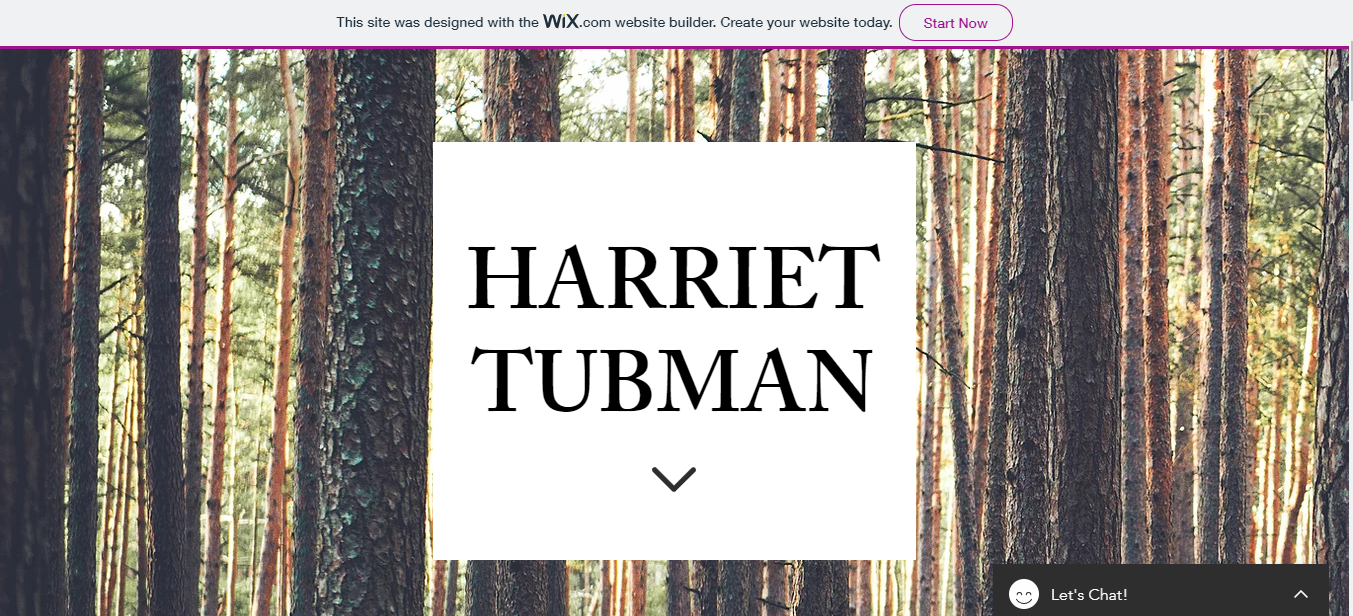 This site was designed with the WiX.com website builder. Create your website today. Start Now
HARRIET
TUBMAN
Let's Chat!